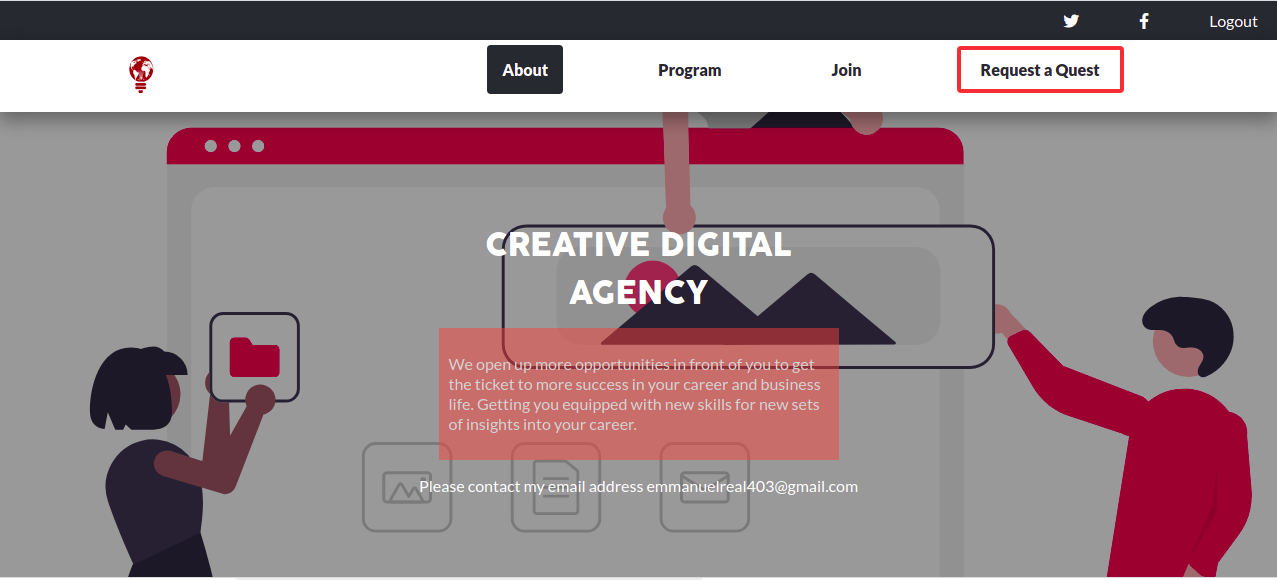 Logout
About Program Join Request a Quest
CREATIVE DIGITAL
AGENCY
We open up more opportunities in front of you to get
the ticket to more success in your career and business
life. Getting you equipped with new skills for new sets
of insights into your career.
Please contact my email address emmanuelreal403@gmail.com